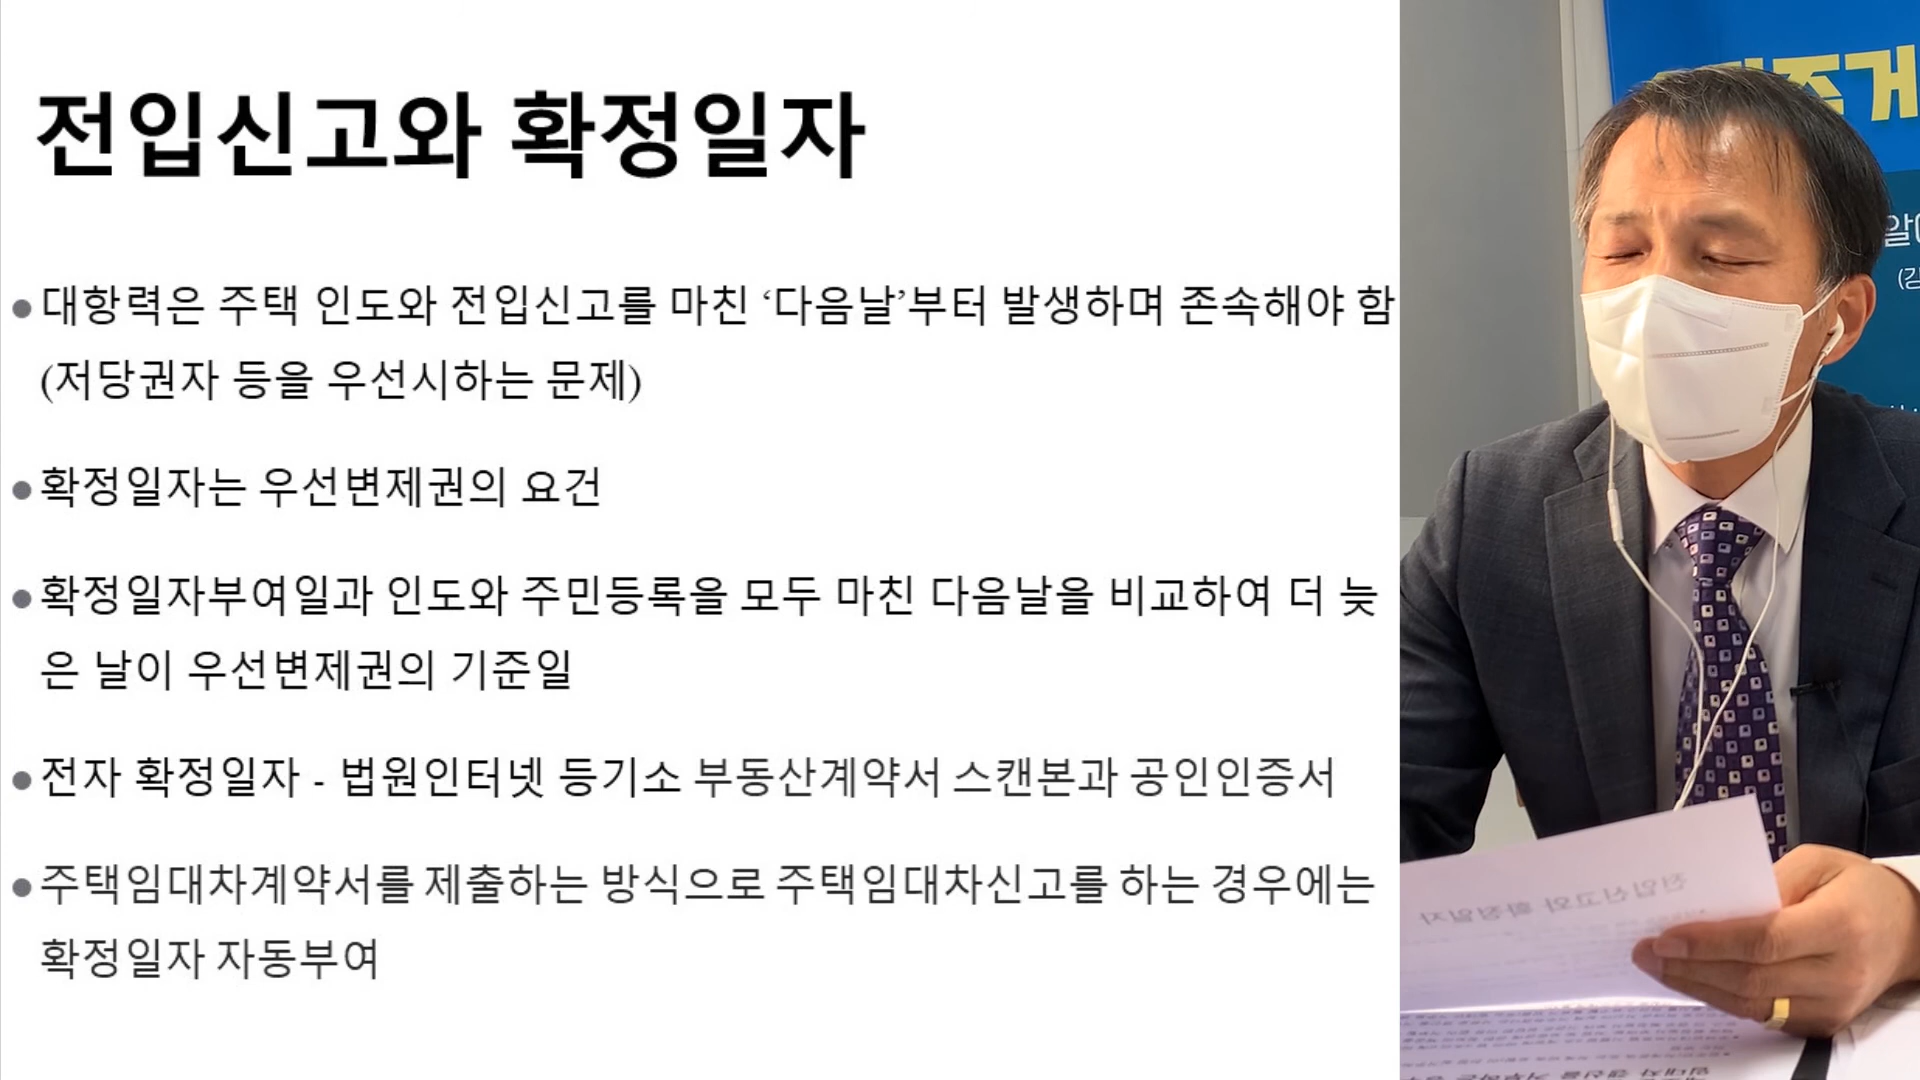 전입신고와 확정일자
● 대항력은 주택 인도와 전입신고를 마친 ‘다음날’부터 발생하며 존속해야 함
(저당권자 등을 우선시하는 문제)
● 확정일자는 우선변제권의 요건
● 확정일자부여일과 인도와 주민등록을 모두 마친 다음날을 비교하여 더 늦
은 날이 우선변제권의 기준일
● 전자 확정일자 - 법원인터넷 등기소 부동산계약서 스캔본과 공인인증서
● 주택임대차계약서를 제출하는 방식으로 주택임대차신고를 하는 경우에는
확정일자 자동부여
전입신고와 확정일자